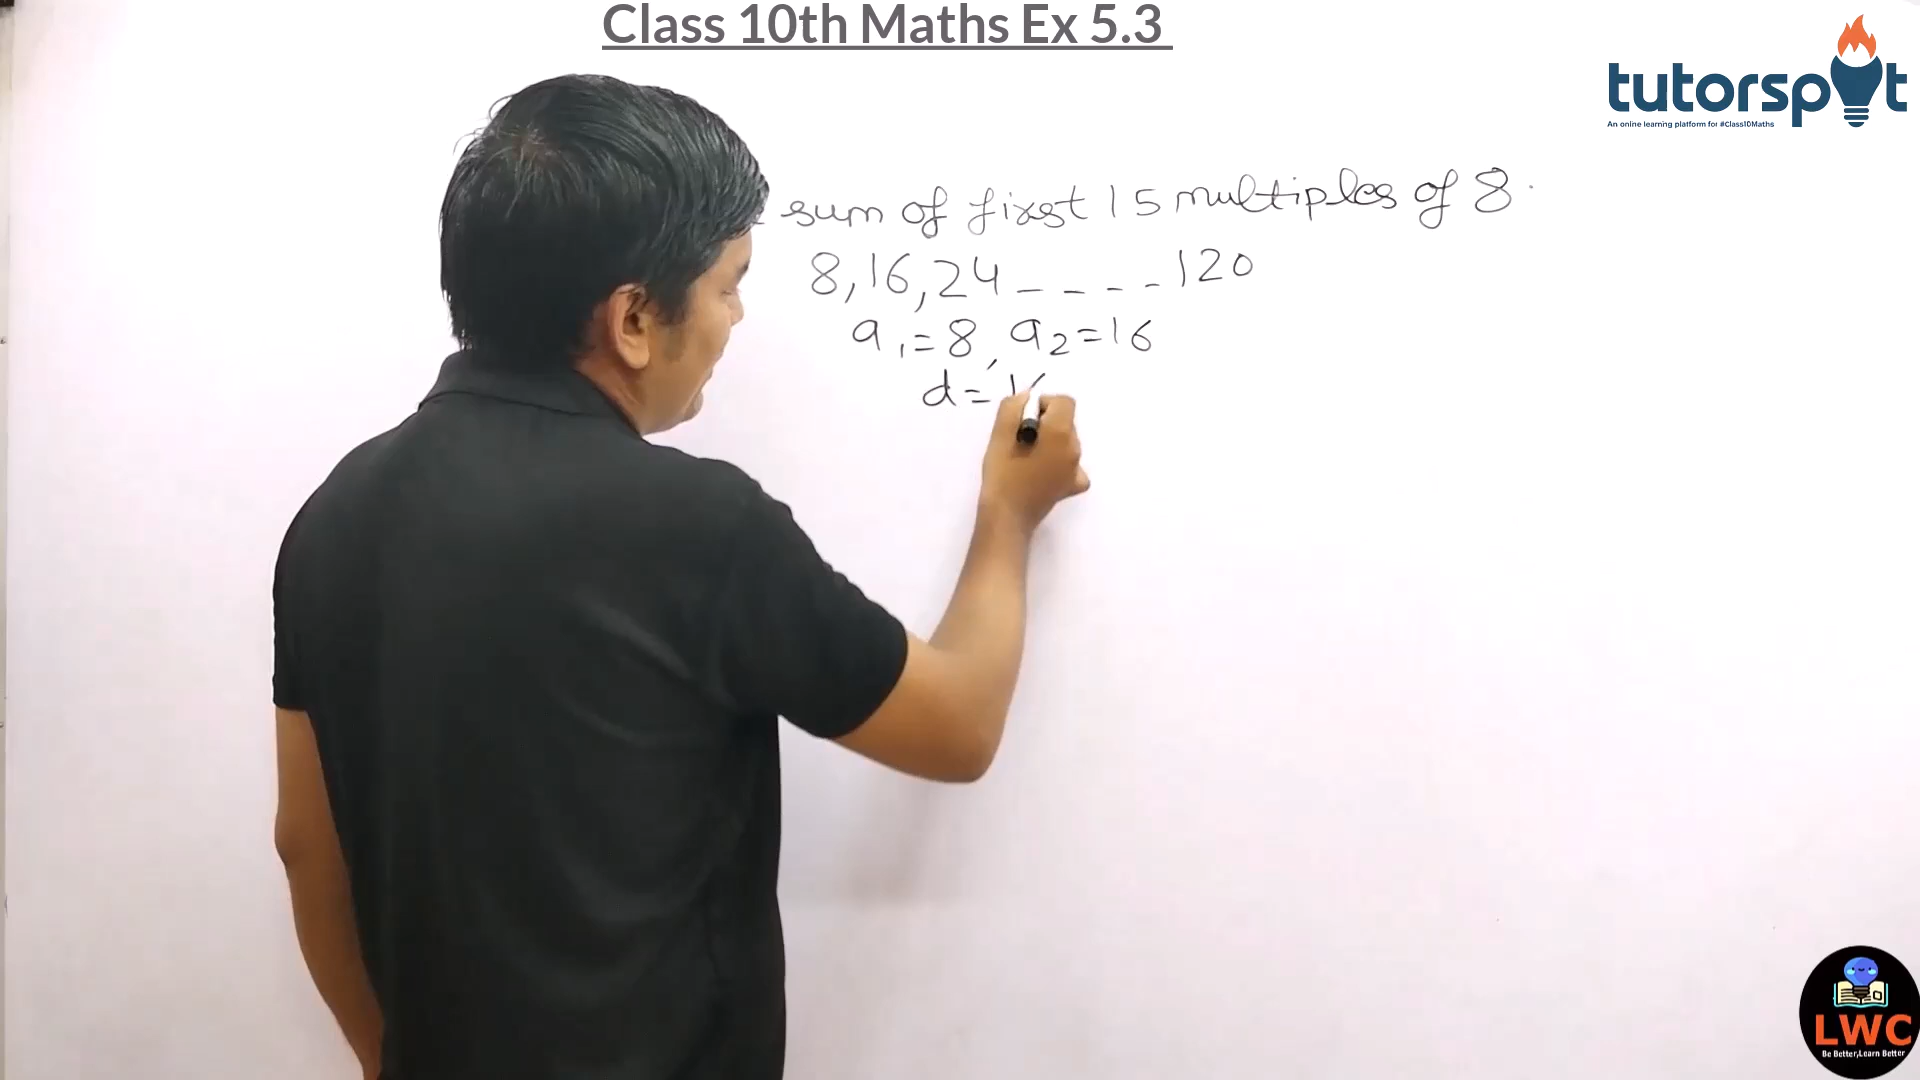 Class 10th Maths Ex 5.3
tutorspot
An online learning platform for #Class10Maths
sum of first 15 multiples of 8.
8, 16, 24 _ _ _ _ 120
a₁ = 8, a₂ = 16
d = 1
LWC
Be Better,Learn Better